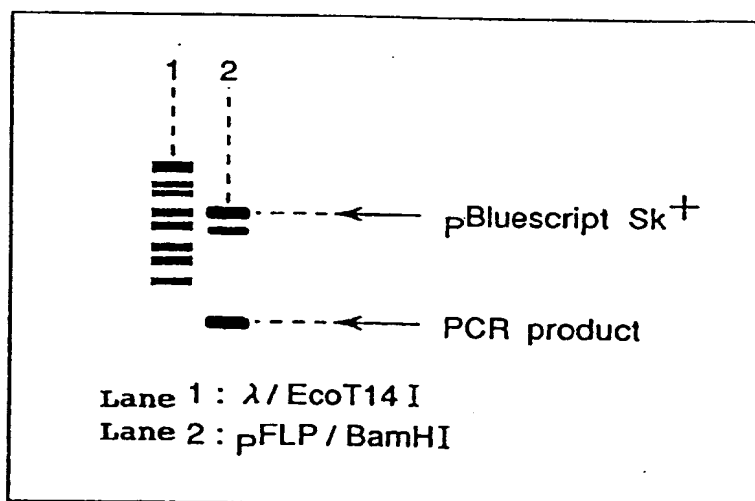 1 2
pBluescript Sk+
PCR product
Lane 1 : λ / EcoT14 I
Lane 2 : pFLP / BamHI